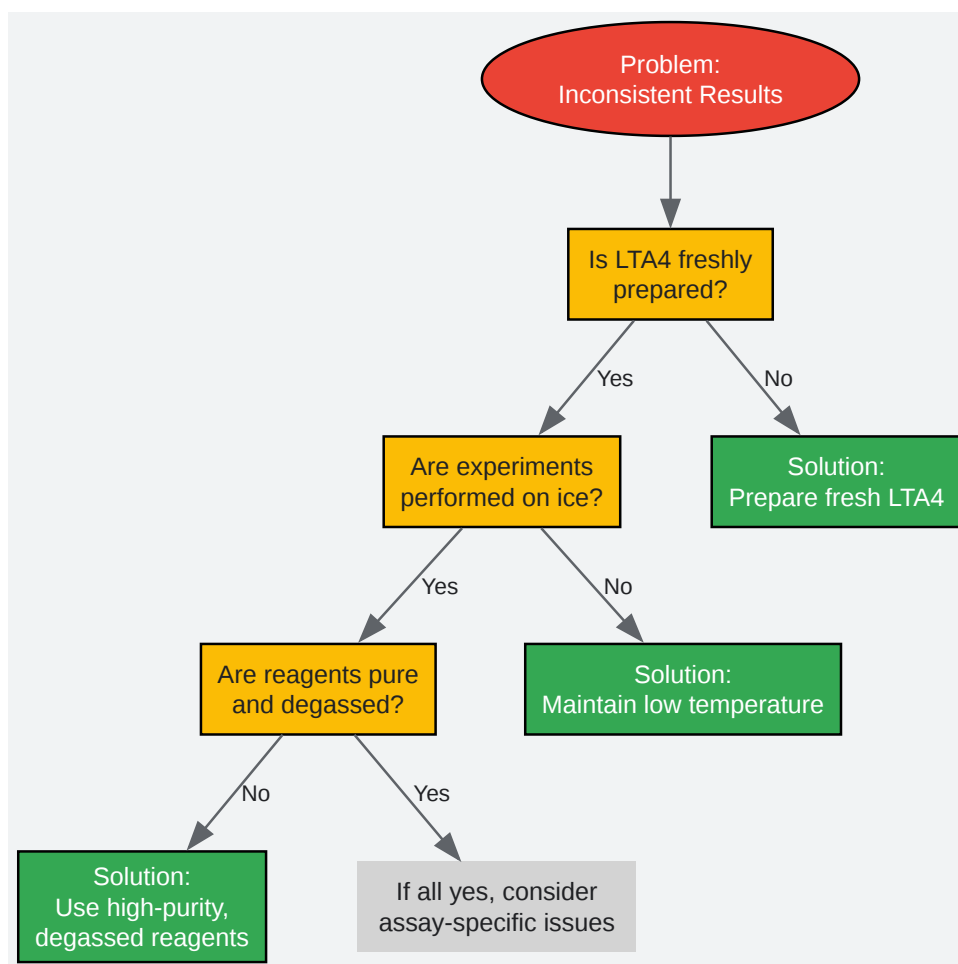 Problem:
Inconsistent Results
Is LTA4 freshly
prepared?
Yes
No
Are experiments
performed on ice?
Solution:
Prepare fresh LTA4
Yes
No
Are reagents pure
and degassed?
Solution:
Maintain low temperature
No
Yes
Solution:
Use high-purity,
degassed reagents
If all yes, consider
assay-specific issues